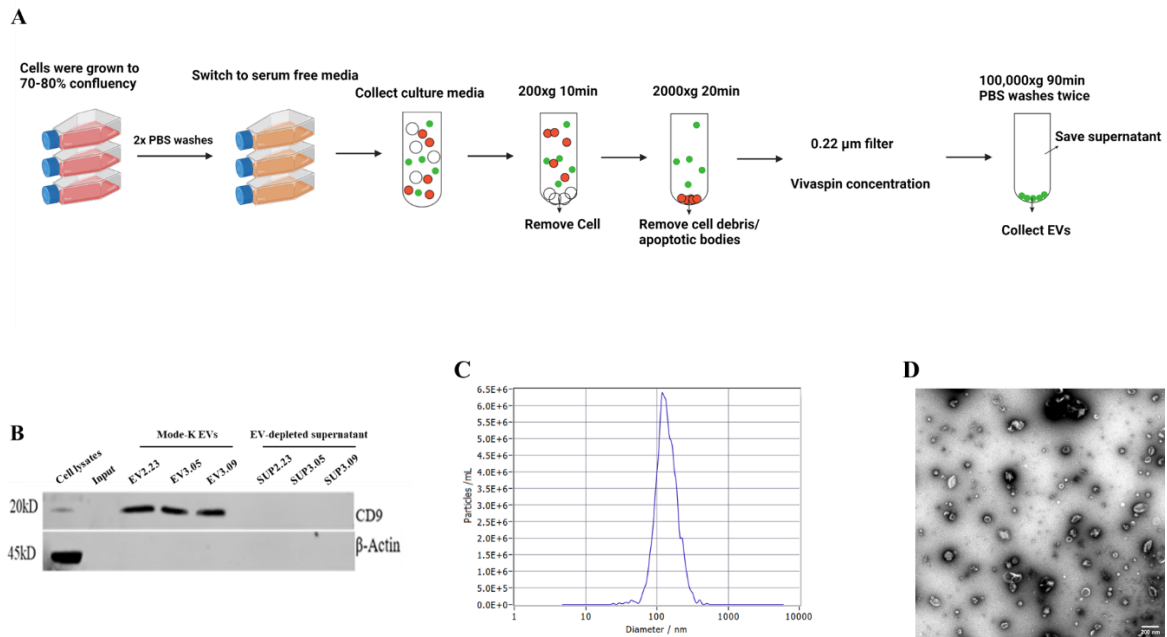 A
Cells were grown to
70-80% confluency
2x PBS washes
Switch to serum free media
Collect culture media
200xg 10min
Remove Cell
2000xg 20min
Remove cell debris/
apoptotic bodies
0.22 µm filter
Vivaspin concentration
100,000xg 90min
PBS washes twice
Save supernatant
Collect EVs
B
Mode-K EVs
EV-depleted supernatant
Cell lysates
Input
EV2.23
EV3.05
EV3.09
SUP2.23
SUP3.05
SUP3.09
20kD
CD9
45kD
β-Actin
C
Particles /mL
6.5E+6
6.0E+6
5.5E+6
5.0E+6
4.5E+6
4.0E+6
3.5E+6
3.0E+6
2.5E+6
2.0E+6
1.5E+6
1.0E+6
5.0E+5
0.0E+0
1
10
100
1000
10000
Diameter / nm
D
200 nm